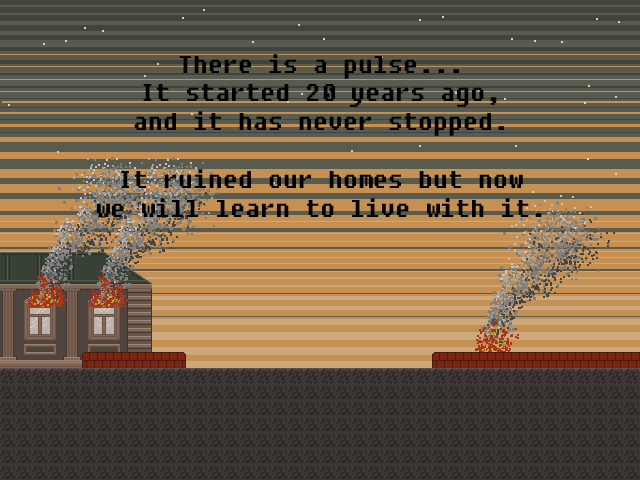 There is a pulse...
It started 20 years ago,
and it has never stopped.
It ruined our homes but now
we will learn to live with it.